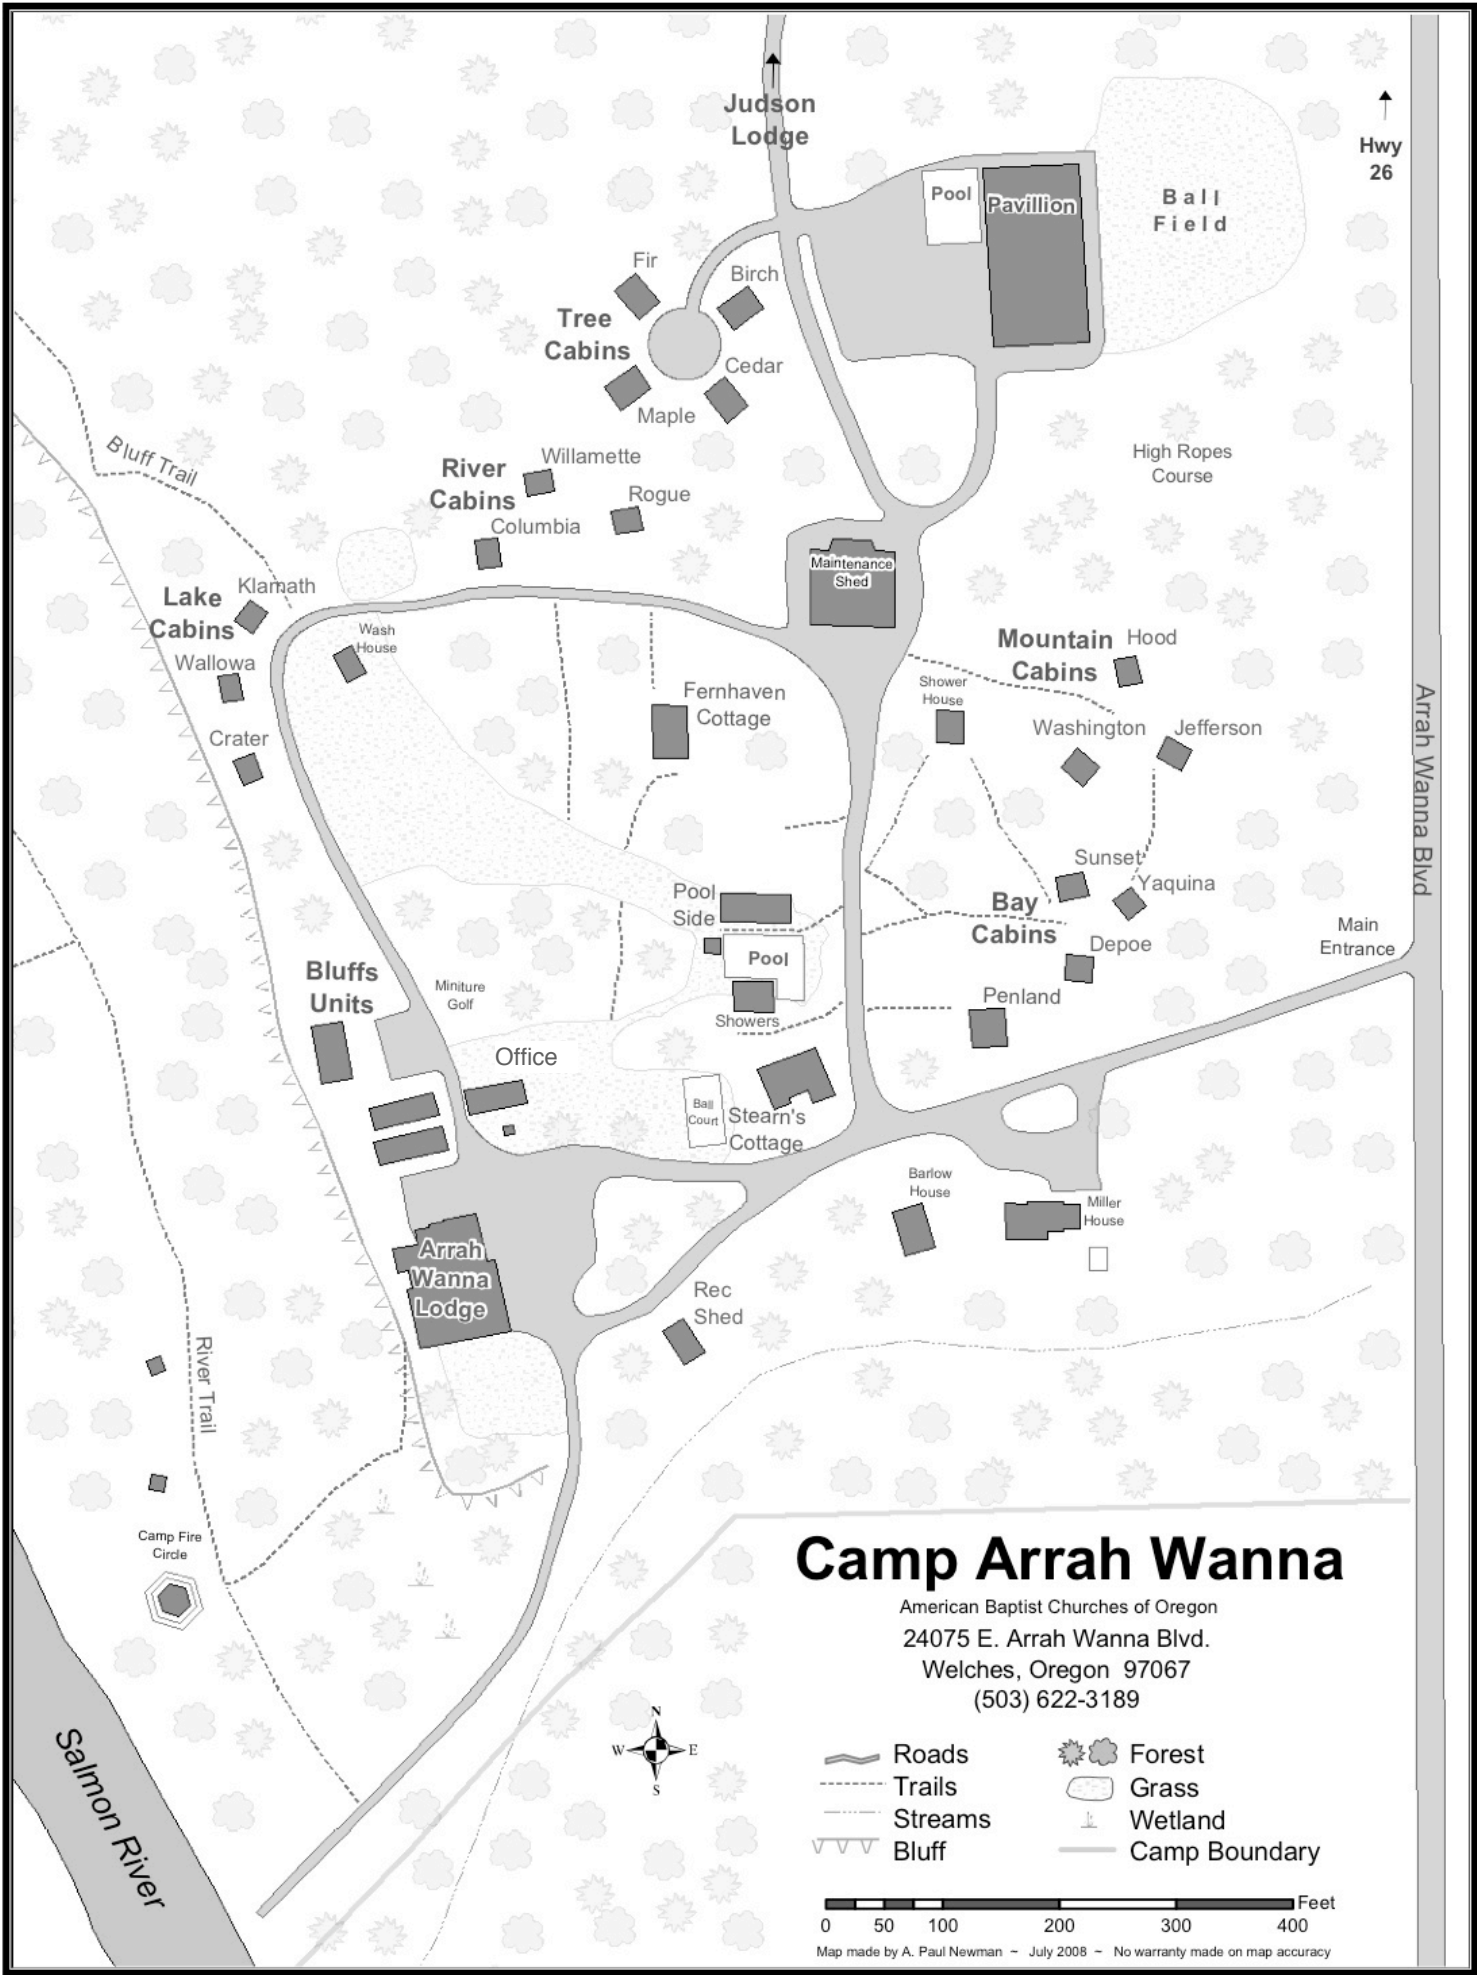 Judson
Lodge
Hwy
26
Pool
Pavillion
Ball
Field
Fir
Birch
Tree
Cabins
Cedar
Maple
Bluff Trail
River
Cabins
Willamette
Rogue
Columbia
High Ropes
Course
Maintenance
Shed
Lake
Cabins
Klamath
Wallowa
Wash
House
Crater
Mountain
Cabins
Hood
Shower
House
Fernhaven
Cottage
Washington
Jefferson
Arrah Wanna Blvd
Sunset
Yaquina
Bay
Cabins
Depoe
Penland
Main
Entrance
Pool
Side
Pool
Showers
Bluffs
Units
Miniture
Golf
Office
Ball
Court
Stearn's
Cottage
Barlow
House
Miller
House
Arrah
Wanna
Lodge
Rec
Shed
River Trail
Camp Fire
Circle
Salmon River
Camp Arrah Wanna
American Baptist Churches of Oregon
24075 E. Arrah Wanna Blvd.
Welches, Oregon 97067
(503) 622-3189
N
W E
S
Roads
Trails
Streams
Bluff
Forest
Grass
Wetland
Camp Boundary
Feet
0 50 100 200 300 400
Map made by A. Paul Newman ~ July 2008 ~ No warranty made on map accuracy